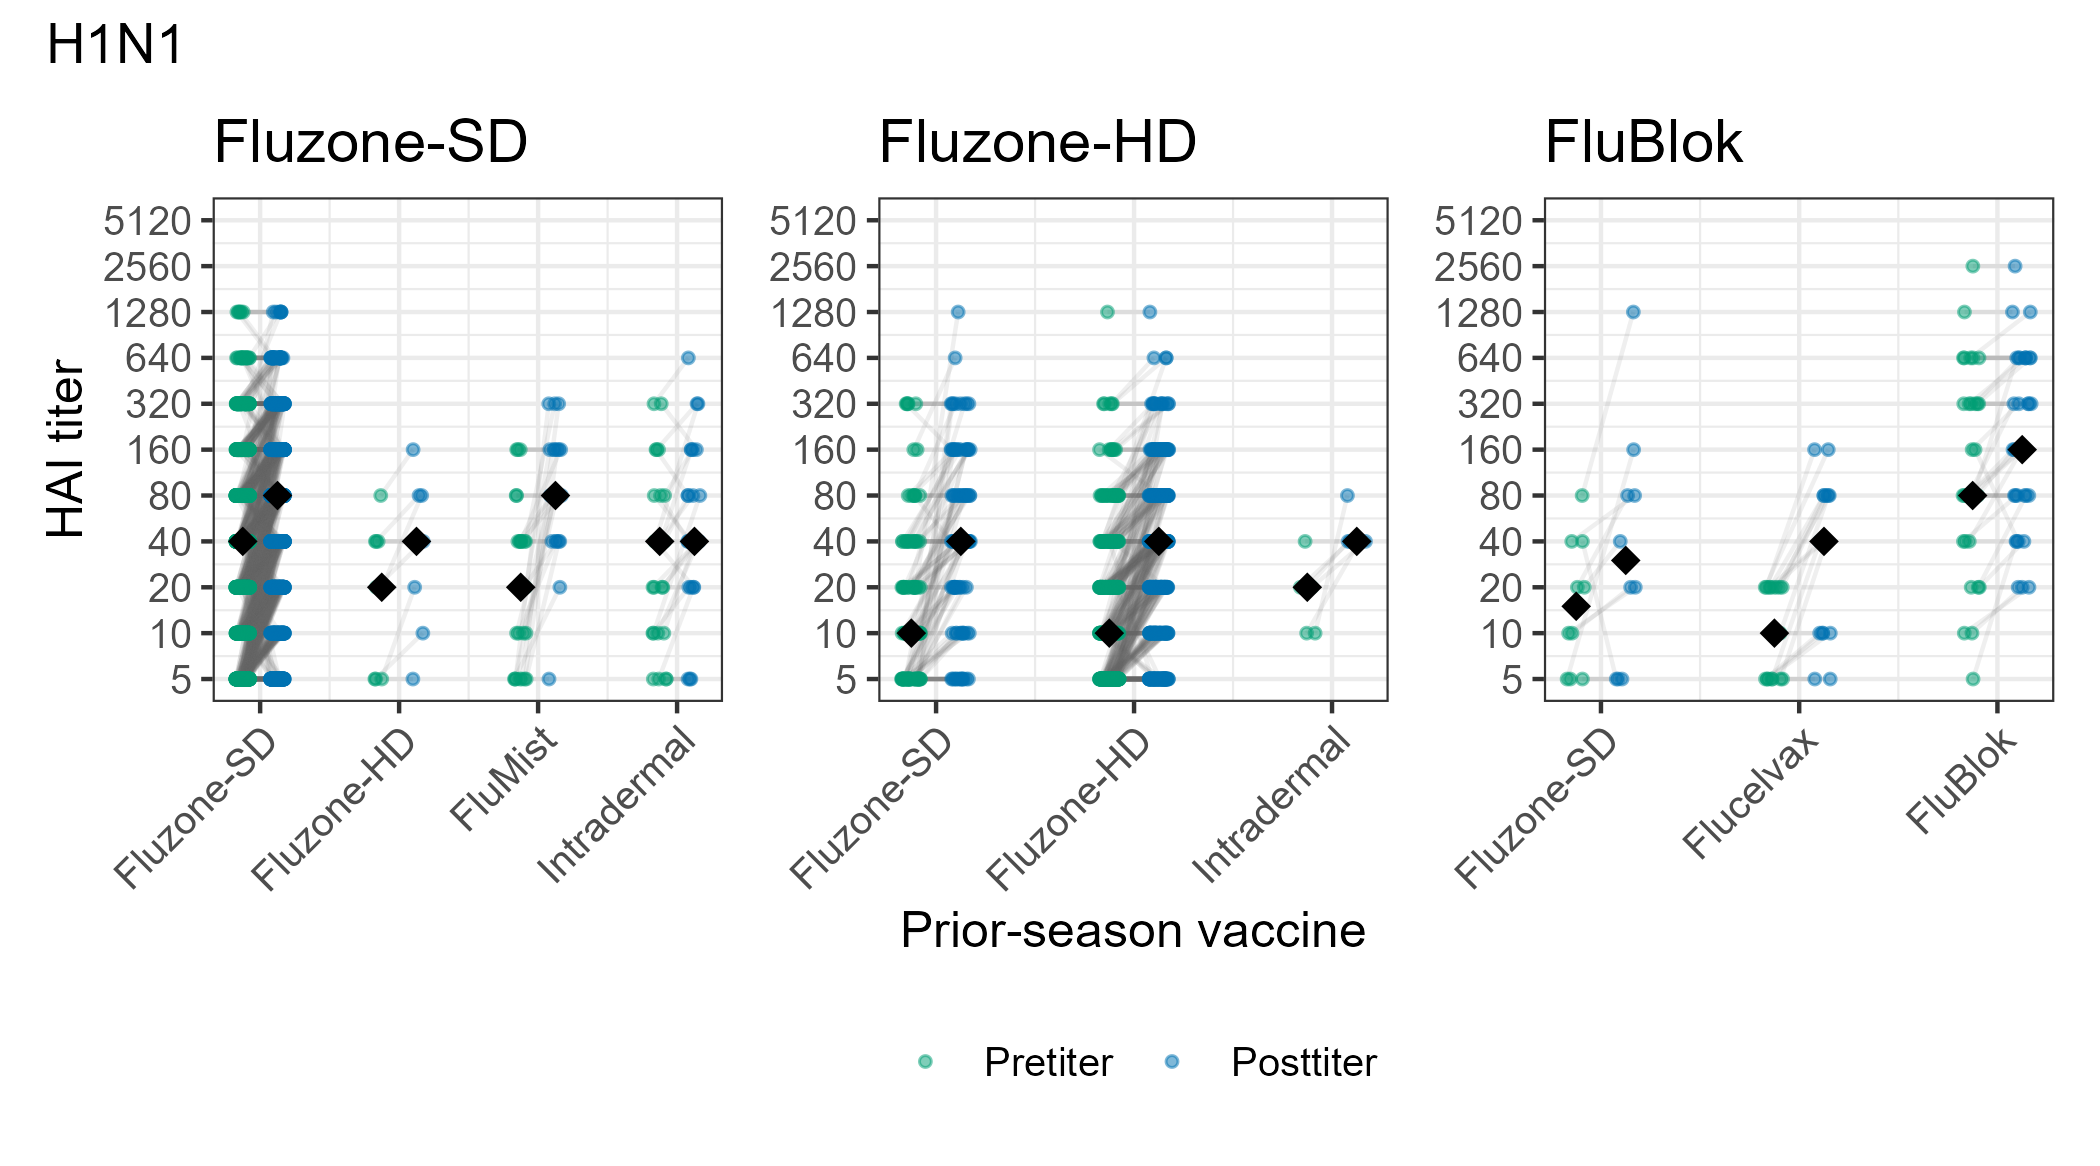 H1N1
Fluzone-SD
Fluzone-HD
FluBlok
HAI titer
5120
2560
1280
640
320
160
80
40
20
10
5
Fluzone-SD
Fluzone-HD
FluMist
Intradermal
5120
2560
1280
640
320
160
80
40
20
10
5
Fluzone-SD
Fluzone-HD
Intradermal
5120
2560
1280
640
320
160
80
40
20
10
5
Fluzone-SD
Flucelvax
FluBlok
Prior-season vaccine
Pretiter
Posttiter